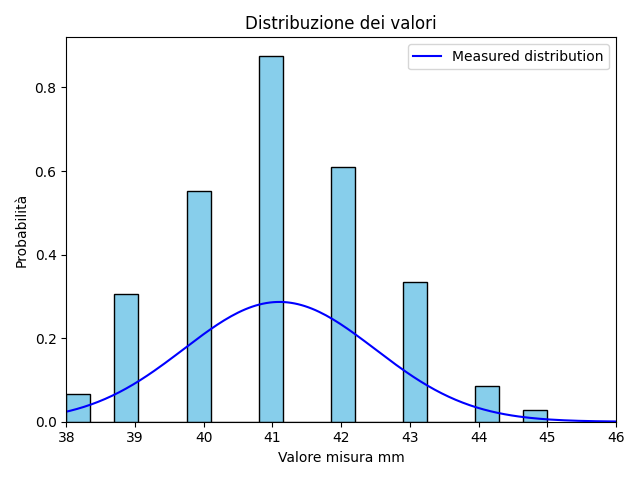 Distribuzione dei valori
Measured distribution
Probabilità
0.8
0.6
0.4
0.2
0.0
38 39 40 41 42 43 44 45 46
Valore misura mm